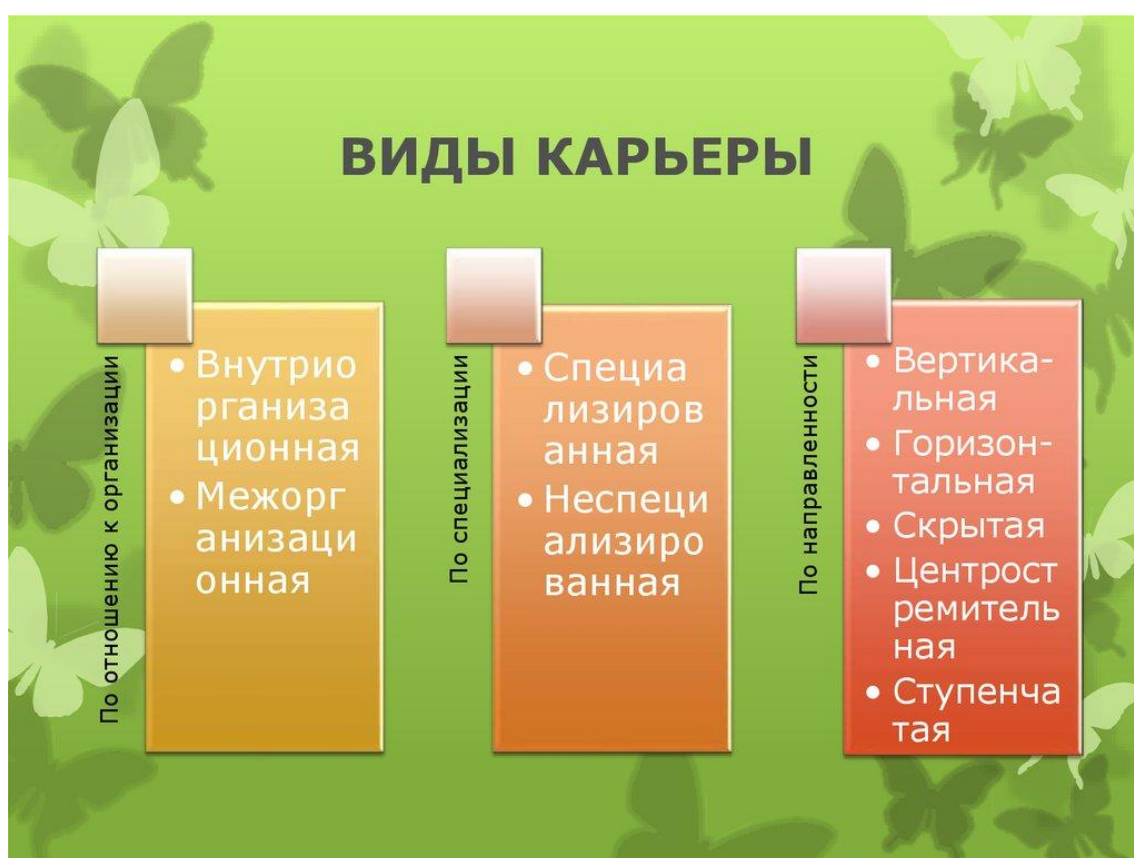 ВИДЫ КАРЬЕРЫ
По отношению к организации
• Внутрио
рганиза
ционная
• Межорг
анизаци
онная
По специализации
• Специа
лизиров
анная
• Неспеци
ализиро
ванная
По направленности
• Вертика-
льная
• Горизон-
тальная
• Скрытая
• Центрост
ремитель
ная
• Ступенча
тая